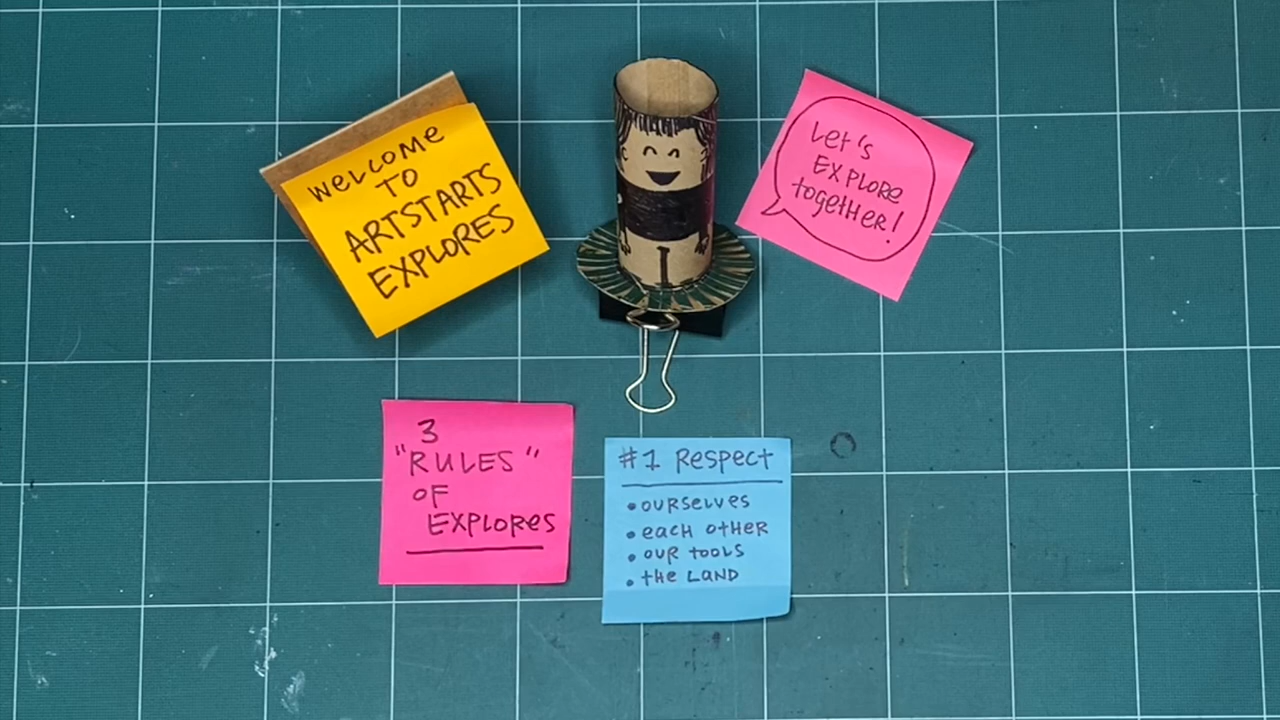 WELCOME
TO
ARTSTARTS
EXPLORES
LET'S
EXPLORE
TOGETHER!
3
"RULES"
OF
EXPLORES
#1 RESPECT
• OURSELVES
• EACH OTHER
• OUR TOOLS
• THE LAND